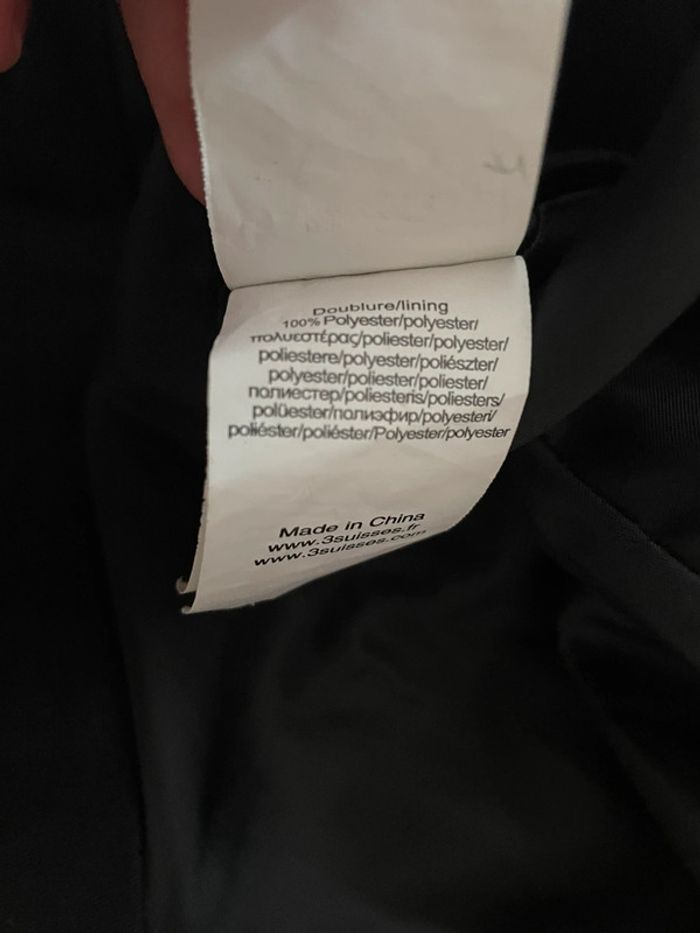 Doublure/lining
100% Polyester/polyester/
πολυεστέρας/poliester/polyester/
poliestere/polyester/poliészter/
polyester/poliester/poliester/
полиестер/poliesteris/poliesters/
polüester/полиэфир/polyesteri/
poliéster/poliéster/Polyester/polyester
Made in China
www.3suisses.fr
www.3suisses.com